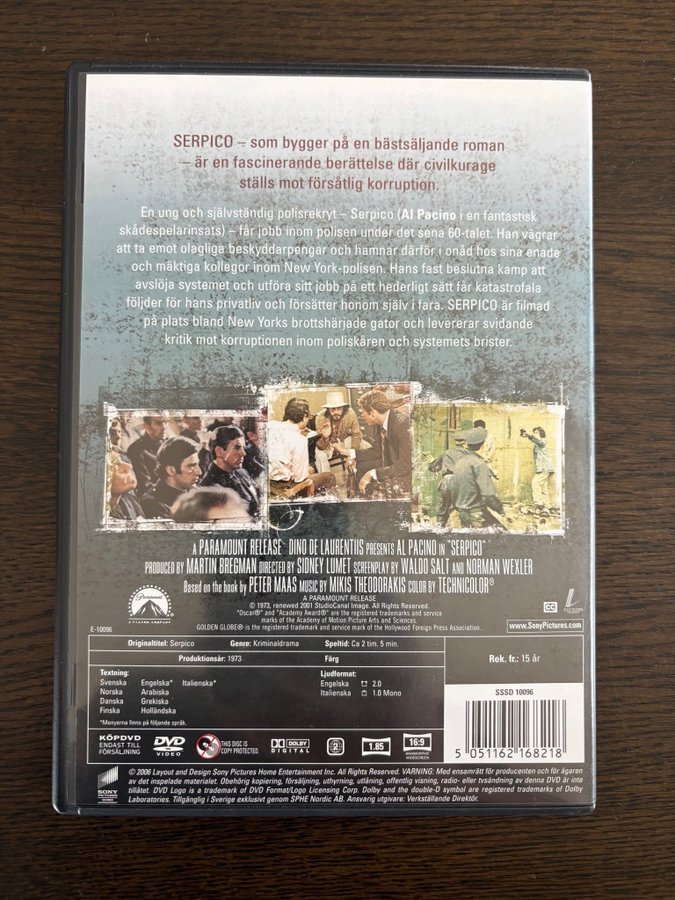 SERPICO – som bygger på en bästsäljande roman
– är en fascinerande berättelse där civilkurage
ställs mot försåtlig korruption.
En ung och självständig polisrekryt – Serpico (Al Pacino i en fantastisk
skådespelarinsats) – får jobb inom polisen under det sena 60-talet. Han vägrar
att ta emot olagliga beskyddarpengar och hamnar därför i onåd hos sina enade
och mäktiga kollegor inom New York-polisen. Hans fast beslutna kamp att
avslöja systemet och utföra sitt jobb på ett hederligt sätt får katastrofala
följder för hans privatliv och försätter honom själv i fara. SERPICO är filmad
på plats bland New Yorks brottshärjade gator och levererar svidande
kritik mot korruptionen inom poliskåren och systemets brister.
A PARAMOUNT RELEASE DINO DE LAURENTIIS PRESENTS AL PACINO IN "SERPICO"
PRODUCED BY MARTIN BREGMAN DIRECTED BY SIDNEY LUMET SCREENPLAY BY WALDO SALT AND NORMAN WEXLER
BASED ON THE BOOK BY PETER MAAS MUSIC BY MIKIS THEODORAKIS COLOR BY TECHNICOLOR®
A PARAMOUNT RELEASE
© 1973, renewed 2001 StudioCanal Image. All Rights Reserved.
"Oscar®" and "Academy Award®" are the registered trademarks and service
marks of the Academy of Motion Picture Arts and Sciences.
GOLDEN GLOBE® is the registered trademark and service mark of the Hollywood Foreign Press Association.
Paramount
CC
E-10096
www.SonyPictures.com
Originaltitel: Serpico Genre: Kriminaldrama Speltid: Ca 2 tim. 5 min.
Produktionsår: 1973 Färg
Rek. fr.: 15 år
Textning:
Svenska Engelska* Italienska*
Norska Arabiska
Danska Grekiska
Finska Holländska
*Menyerna finns på följande språk.
Ljudformat:
Engelska 2.0
Italienska 1.0 Mono
SSSD 10096
KÖPDVD
ENDAST TILL
FÖRSÄLJNING
DVD
VIDEO
THIS DISC IS
COPY PROTECTED.
DOLBY
DIGITAL
2
1.85
16:9
5 051162 168218
SONY
© 2006 Layout and Design Sony Pictures Home Entertainment Inc. All Rights Reserved. VARNING: Med ensamrätt för producenten och för ägaren
av det inspelade materialet. Obehörig kopiering, försäljning, uthyrning, utlåning, offentlig visning, radio- eller tvsändning av denna DVD är inte
tillåtet. DVD Logo is a trademark of DVD Format/Logo Licensing Corp. Dolby and the double-D symbol are registered trademarks of Dolby
Laboratories. Tillgänglig i Sverige exklusivt genom SPHE Nordic AB. Ansvarig utgivare: Verkställande Direktör.